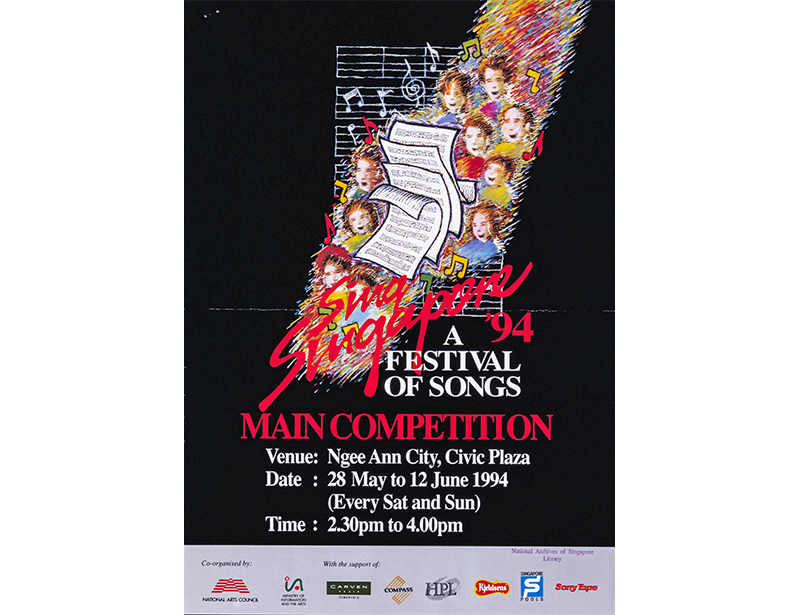 Sing
Singapore
'94
A
FESTIVAL
OF SONGS
MAIN COMPETITION
Venue: Ngee Ann City, Civic Plaza
Date : 28 May to 12 June 1994
(Every Sat and Sun)
Time : 2.30pm to 4.00pm
National Archives of Singapore
Library
Co-organised by:
With the support of:
NATIONAL ARTS COUNCIL
MINISTRY OF
INFORMATION
AND THE ARTS
CARVEN
PARIS
TIMEPIECE
COMPASS
HPL
Kjeldsens
SINGAPORE
POOLS
Sony Tape